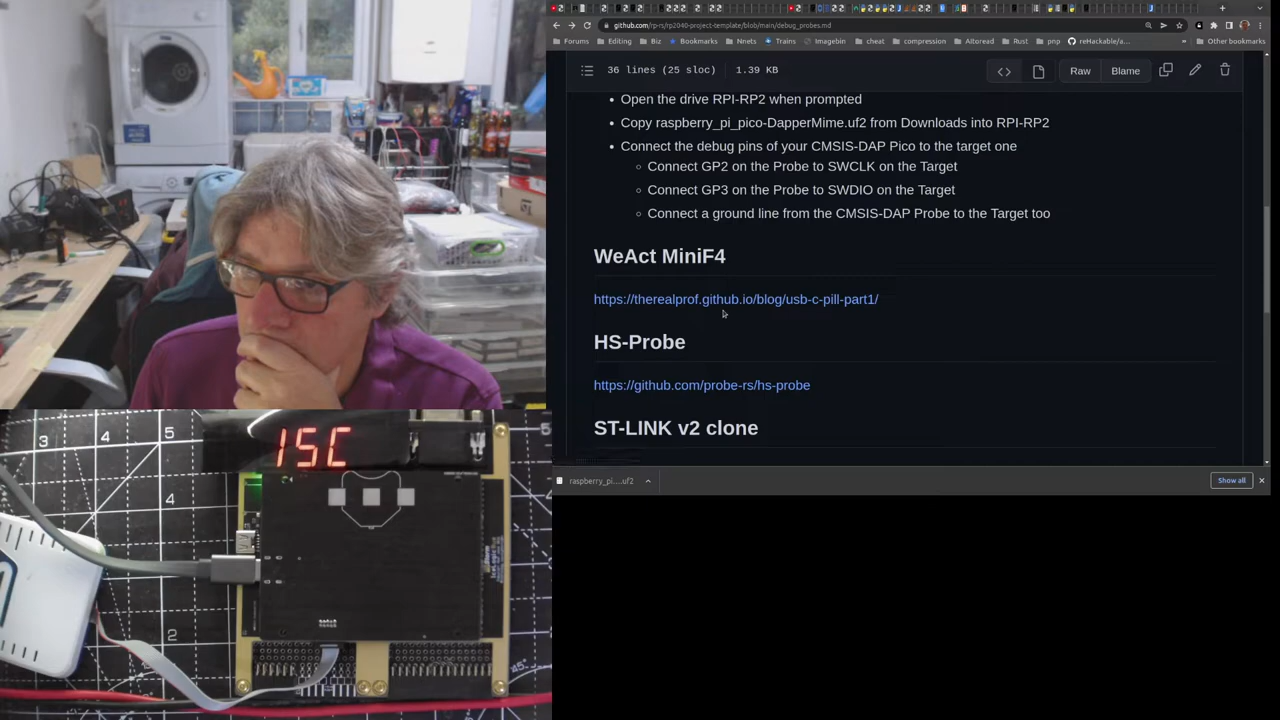 github.com/rp-rs/rp2040-project-template/blob/main/debug_probes.md
Forums
Editing
Biz
Bookmarks
Nnets
Trains
Imagebin
cheat
compression
Altoread
Rust
pnp
reHackable/a...
»
Other bookmarks
36 lines (25 sloc)
1.39 KB
Raw
Blame
Open the drive RPI-RP2 when prompted
Copy raspberry_pi_pico-DapperMime.uf2 from Downloads into RPI-RP2
Connect the debug pins of your CMSIS-DAP Pico to the target one
Connect GP2 on the Probe to SWCLK on the Target
Connect GP3 on the Probe to SWDIO on the Target
Connect a ground line from the CMSIS-DAP Probe to the Target too
WeAct MiniF4
https://therealprof.github.io/blog/usb-c-pill-part1/
HS-Probe
https://github.com/probe-rs/hs-probe
ST-LINK v2 clone
raspberry_pi....uf2
Show all
15C
3
4
5
4
2